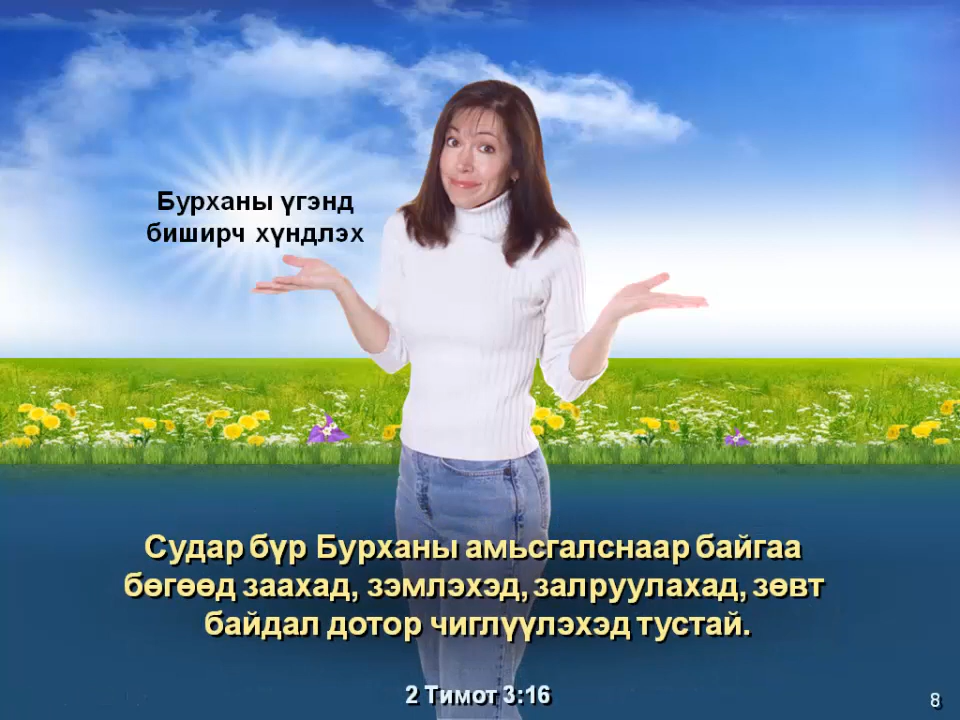 Бурханы үгэнд
биширч хүндлэх
Судар бүр Бурханы амьсгалснаар байгаа
бөгөөд заахад, зэмлэхэд, залруулахад, зөвт
байдал дотор чиглүүлэхэд тустай.
2 Тимот 3:16
8